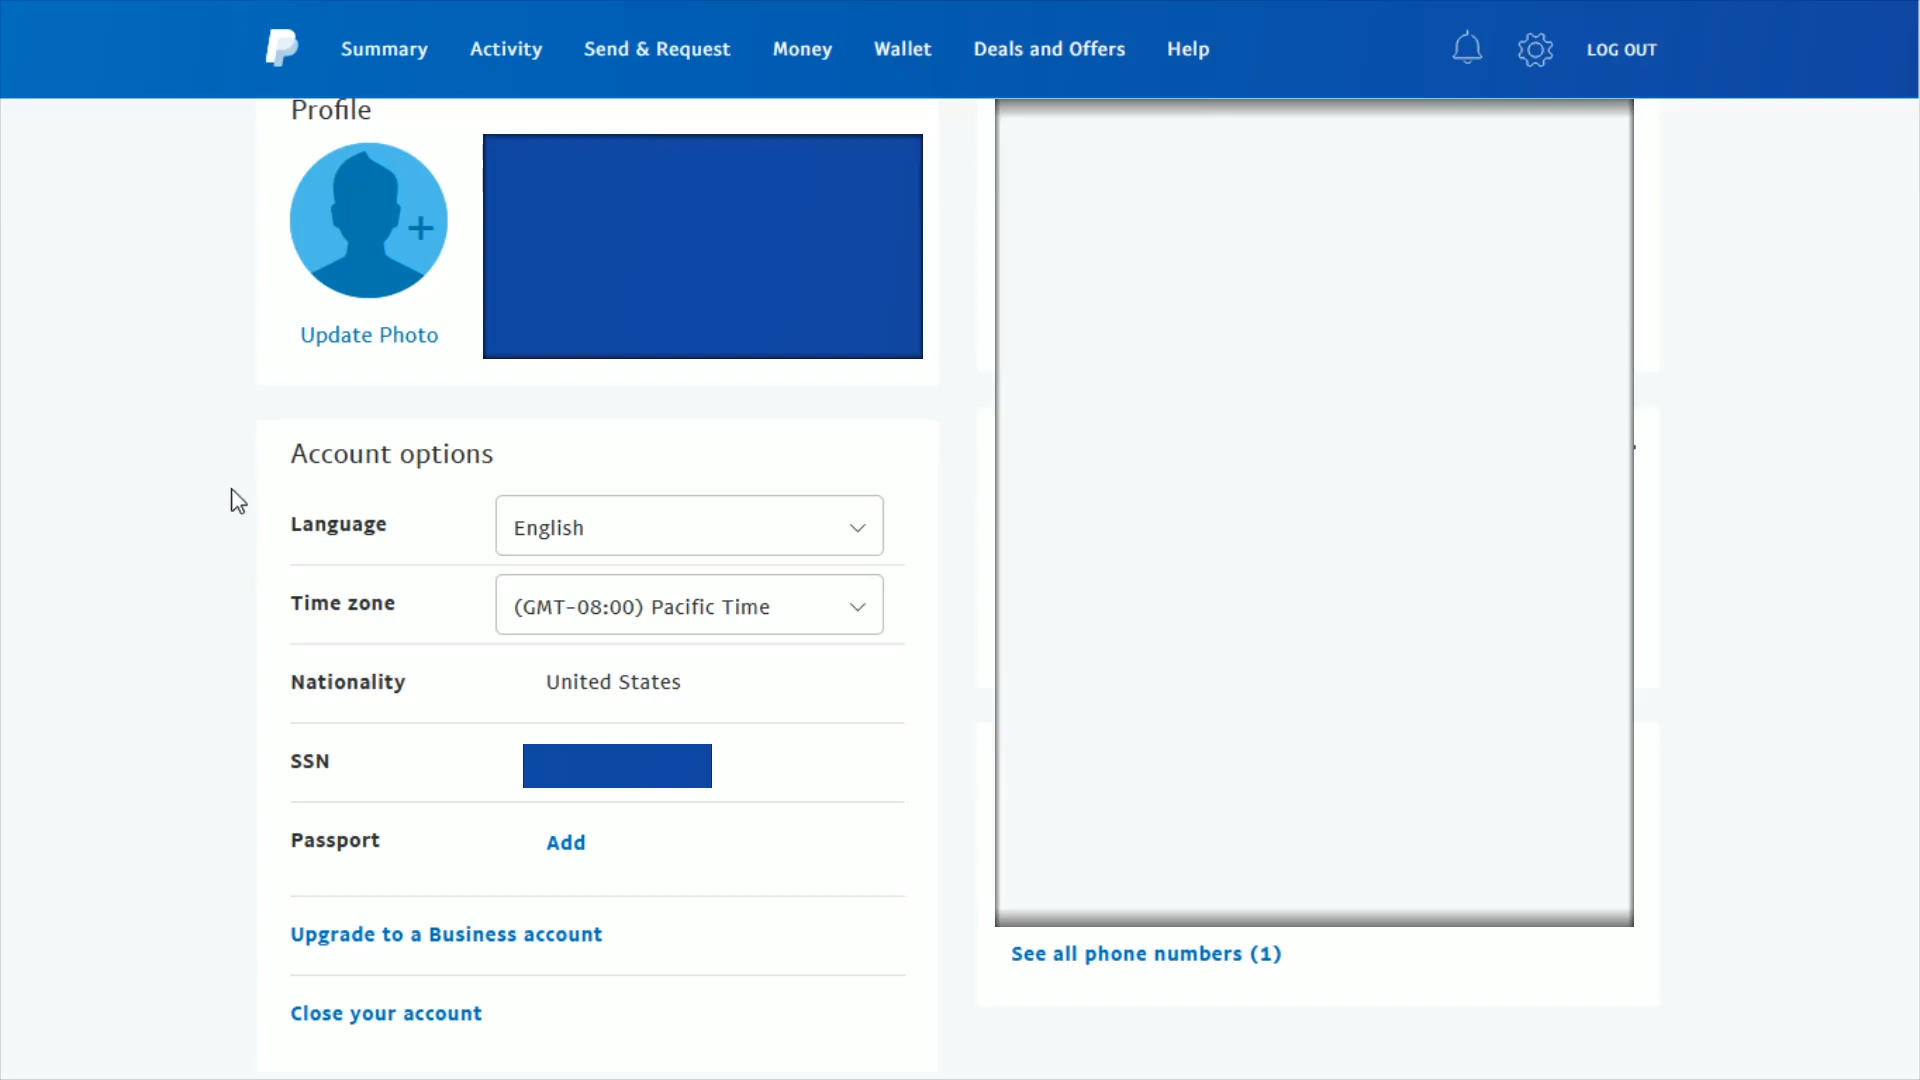 Summary
Activity
Send & Request
Money
Wallet
Deals and Offers
Help
LOG OUT
Profile
Update Photo
Account options
Language
English
Time zone
(GMT-08:00) Pacific Time
Nationality
United States
SSN
Passport
Add
Upgrade to a Business account
Close your account
See all phone numbers (1)